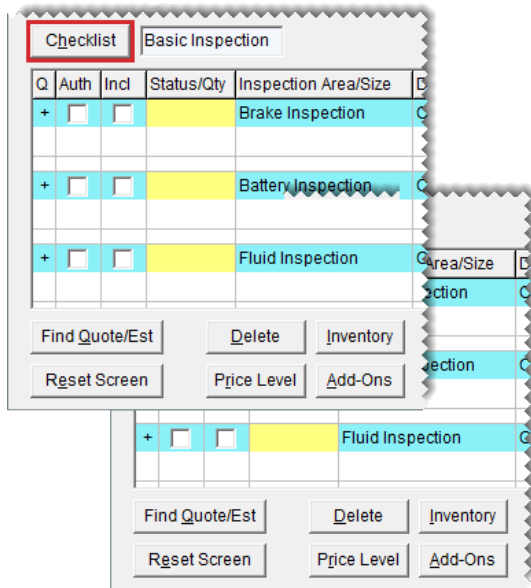 Checklist Basic Inspection
Q Auth Incl Status/Qty Inspection Area/Size D
+ Brake Inspection
+ Battery Inspection
+ Fluid Inspection
Find Quote/Est Delete Inventory
Reset Screen Price Level Add-Ons
Area/Size D
ection
ection
+ Fluid Inspection
Find Quote/Est Delete Inventory
Reset Screen Price Level Add-Ons